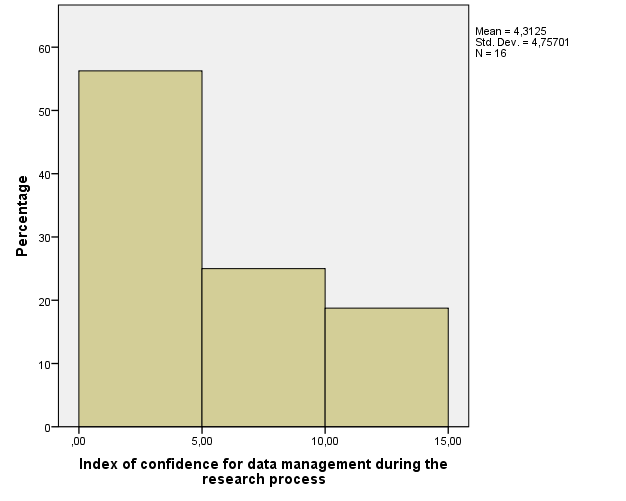 Mean = 4,3125
Std. Dev. = 4,75701
N = 16
60
50
40
30
20
10
0
Percentage
,00 5,00 10,00 15,00
Index of confidence for data management during the
research process